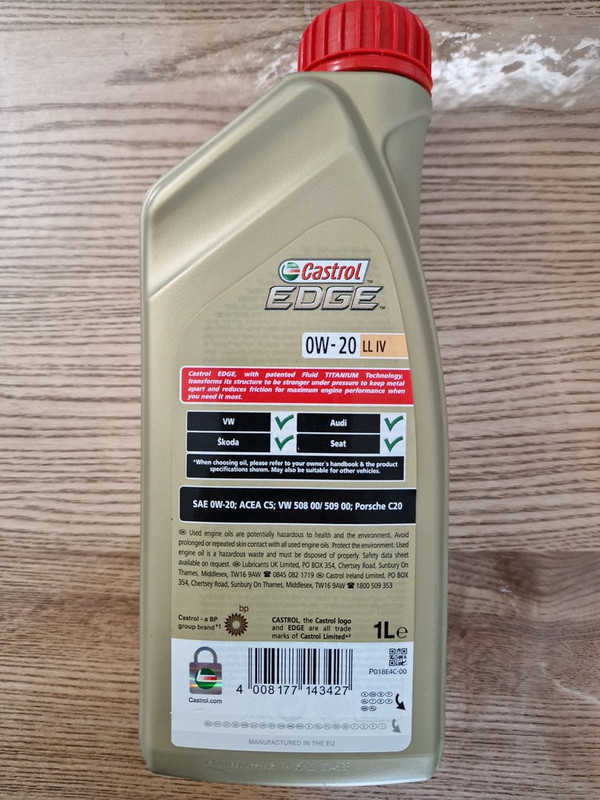 Castrol
EDGE
0W-20 LL IV
Castrol EDGE, with patented Fluid TITANIUM Technology,
transforms its structure to be stronger under pressure to keep metal
apart and reduces friction for maximum engine performance when
you need it most.
VW Audi
Škoda Seat
*When choosing oil, please refer to your owner's handbook & the product
specifications shown. May also be suitable for other vehicles.
SAE 0W-20; ACEA C5; VW 508 00/ 509 00; Porsche C20
Used engine oils are potentially hazardous to health and the environment. Avoid
prolonged or repeated skin contact with all used engine oils. Protect the environment. Used
engine oil is a hazardous waste and must be disposed of properly. Safety data sheet
available on request. Lubricants UK Limited, PO BOX 354, Chertsey Road, Sunbury On
Thames, Middlesex, TW16 9AW ☎ 0845 082 1719 Castrol Ireland Limited, PO BOX
354, Chertsey Road, Sunbury On Thames, Middlesex, TW16 9AW ☎ 1800 509 353
bp
Castrol - a BP
group brand*¹
CASTROL, the Castrol logo
and EDGE are all trade
marks of Castrol Limited*²
1L℮
P018E4C-00
Castrol.com
4 008177 143427
MANUFACTURED IN THE EU